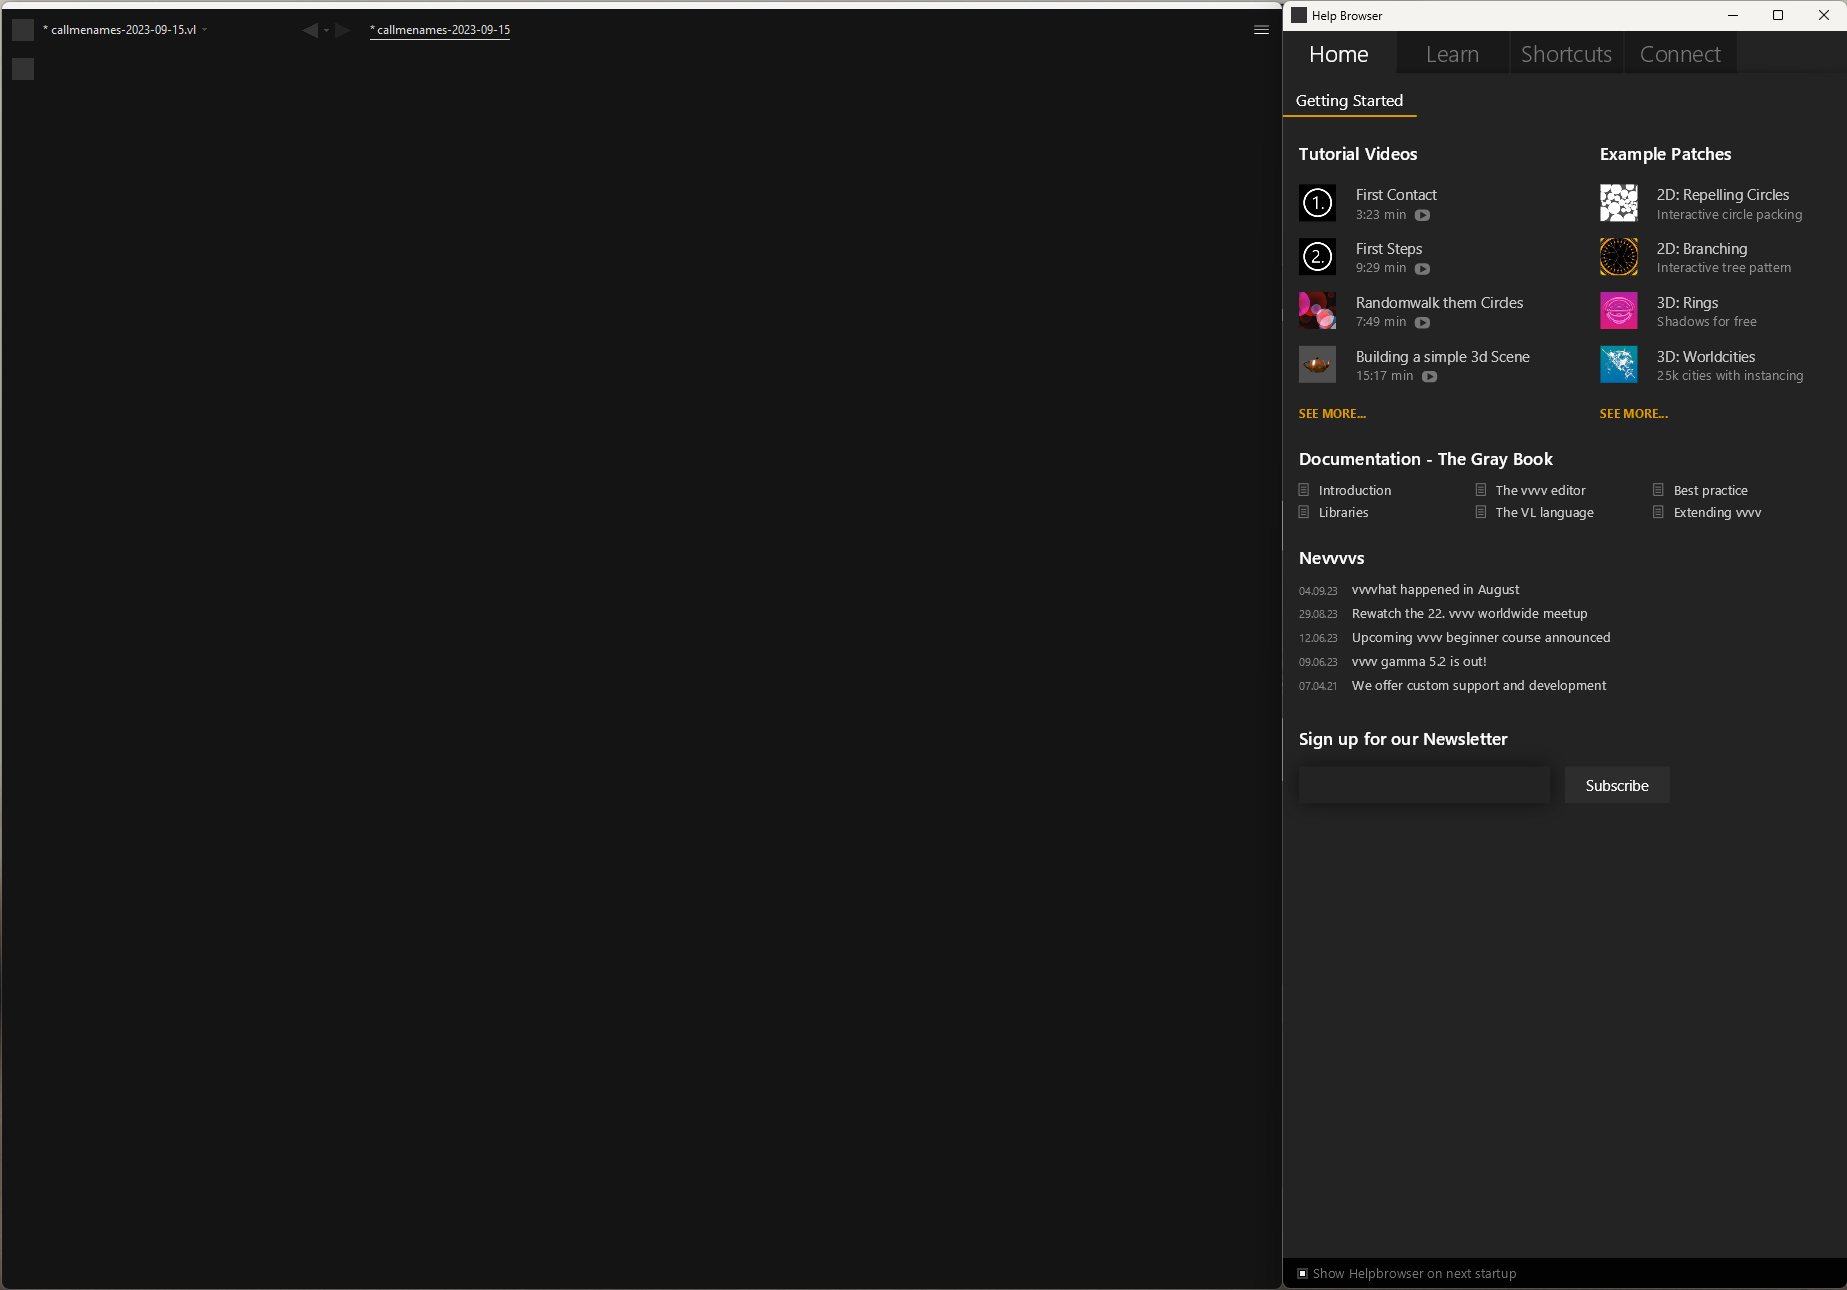 * callmenames-2023-09-15.vl
* callmenames-2023-09-15
Help Browser
Home
Learn
Shortcuts
Connect
Getting Started
Tutorial Videos
1. First Contact
3:23 min
2. First Steps
9:29 min
Randomwalk them Circles
7:49 min
Building a simple 3d Scene
15:17 min
SEE MORE...
Example Patches
2D: Repelling Circles
Interactive circle packing
2D: Branching
Interactive tree pattern
3D: Rings
Shadows for free
3D: Worldcities
25k cities with instancing
SEE MORE...
Documentation - The Gray Book
Introduction
The vvvv editor
Best practice
Libraries
The VL language
Extending vvvv
Nevvvvs
04.09.23 vvvvhat happened in August
29.08.23 Rewatch the 22. vvvv worldwide meetup
12.06.23 Upcoming vvvv beginner course announced
09.06.23 vvvv gamma 5.2 is out!
07.04.21 We offer custom support and development
Sign up for our Newsletter
Subscribe
Show Helpbrowser on next startup